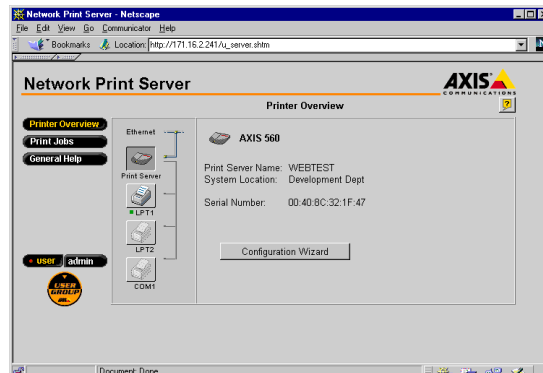 Network Print Server - Netscape
File Edit View Go Communicator Help
Bookmarks Location: http://171.16.2.241/u_server.shtm
Network Print Server
AXIS
COMMUNICATIONS
Printer Overview
?
Printer Overview
Print Jobs
General Help
user admin
USER
GROUP
Ethernet
Print Server
LPT1
LPT2
COM1
AXIS 560
Print Server Name: WEBTEST
System Location: Development Dept
Serial Number: 00:40:8C:32:1F:47
Configuration Wizard
Document: Done